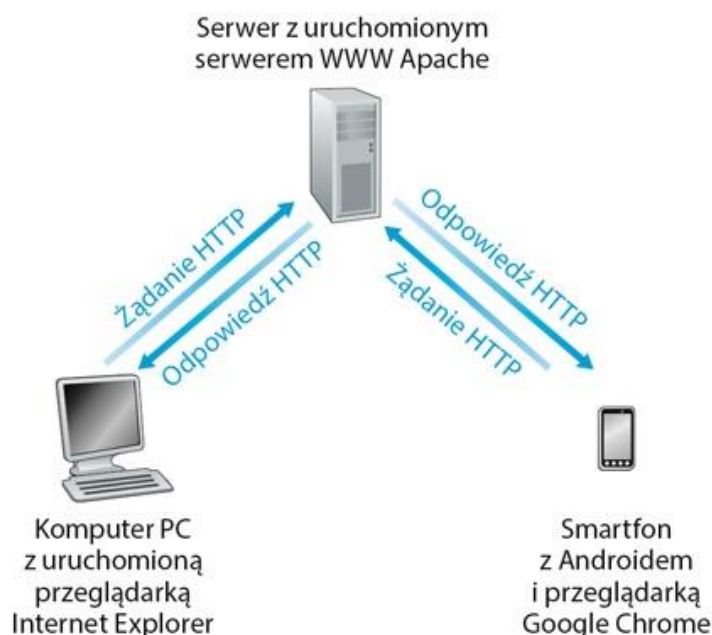 Serwer z uruchomionym
serwerem WWW Apache
Żądanie HTTP
Odpowiedź HTTP
Odpowiedź HTTP
Żądanie HTTP
Komputer PC
z uruchomioną
przeglądarką
Internet Explorer
Smartfon
z Androidem
i przeglądarką
Google Chrome